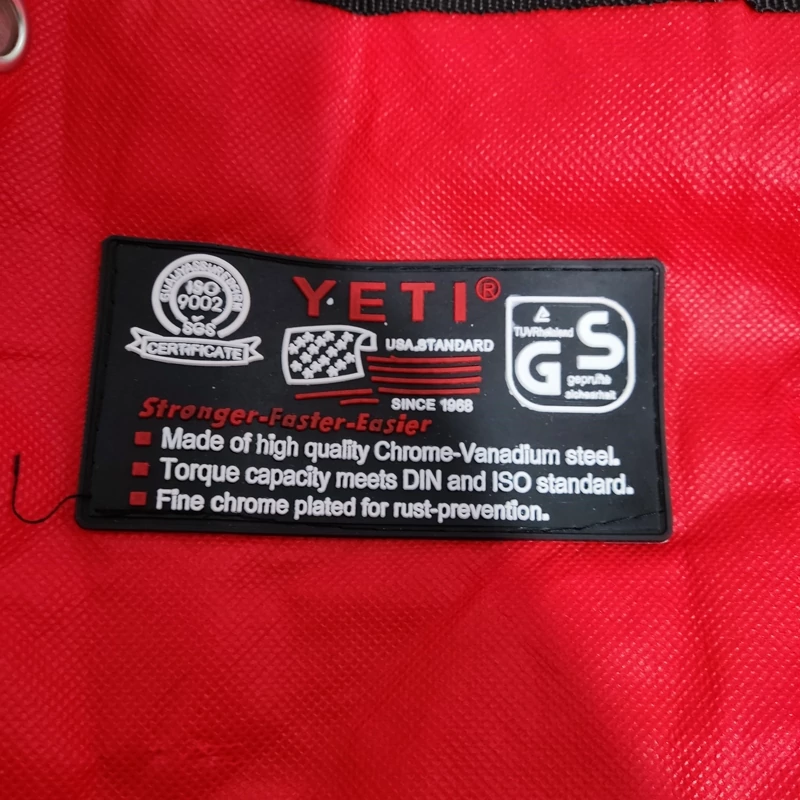 ISO
9002
SGS
CERTIFICATE
YETI®
USA.STANDARD
SINCE 1968
TUVRheinland
GS
geprüfte
sicherheit
Stronger-Faster-Easier
Made of high quality Chrome-Vanadium steel.
Torque capacity meets DIN and ISO standard.
Fine chrome plated for rust-prevention.